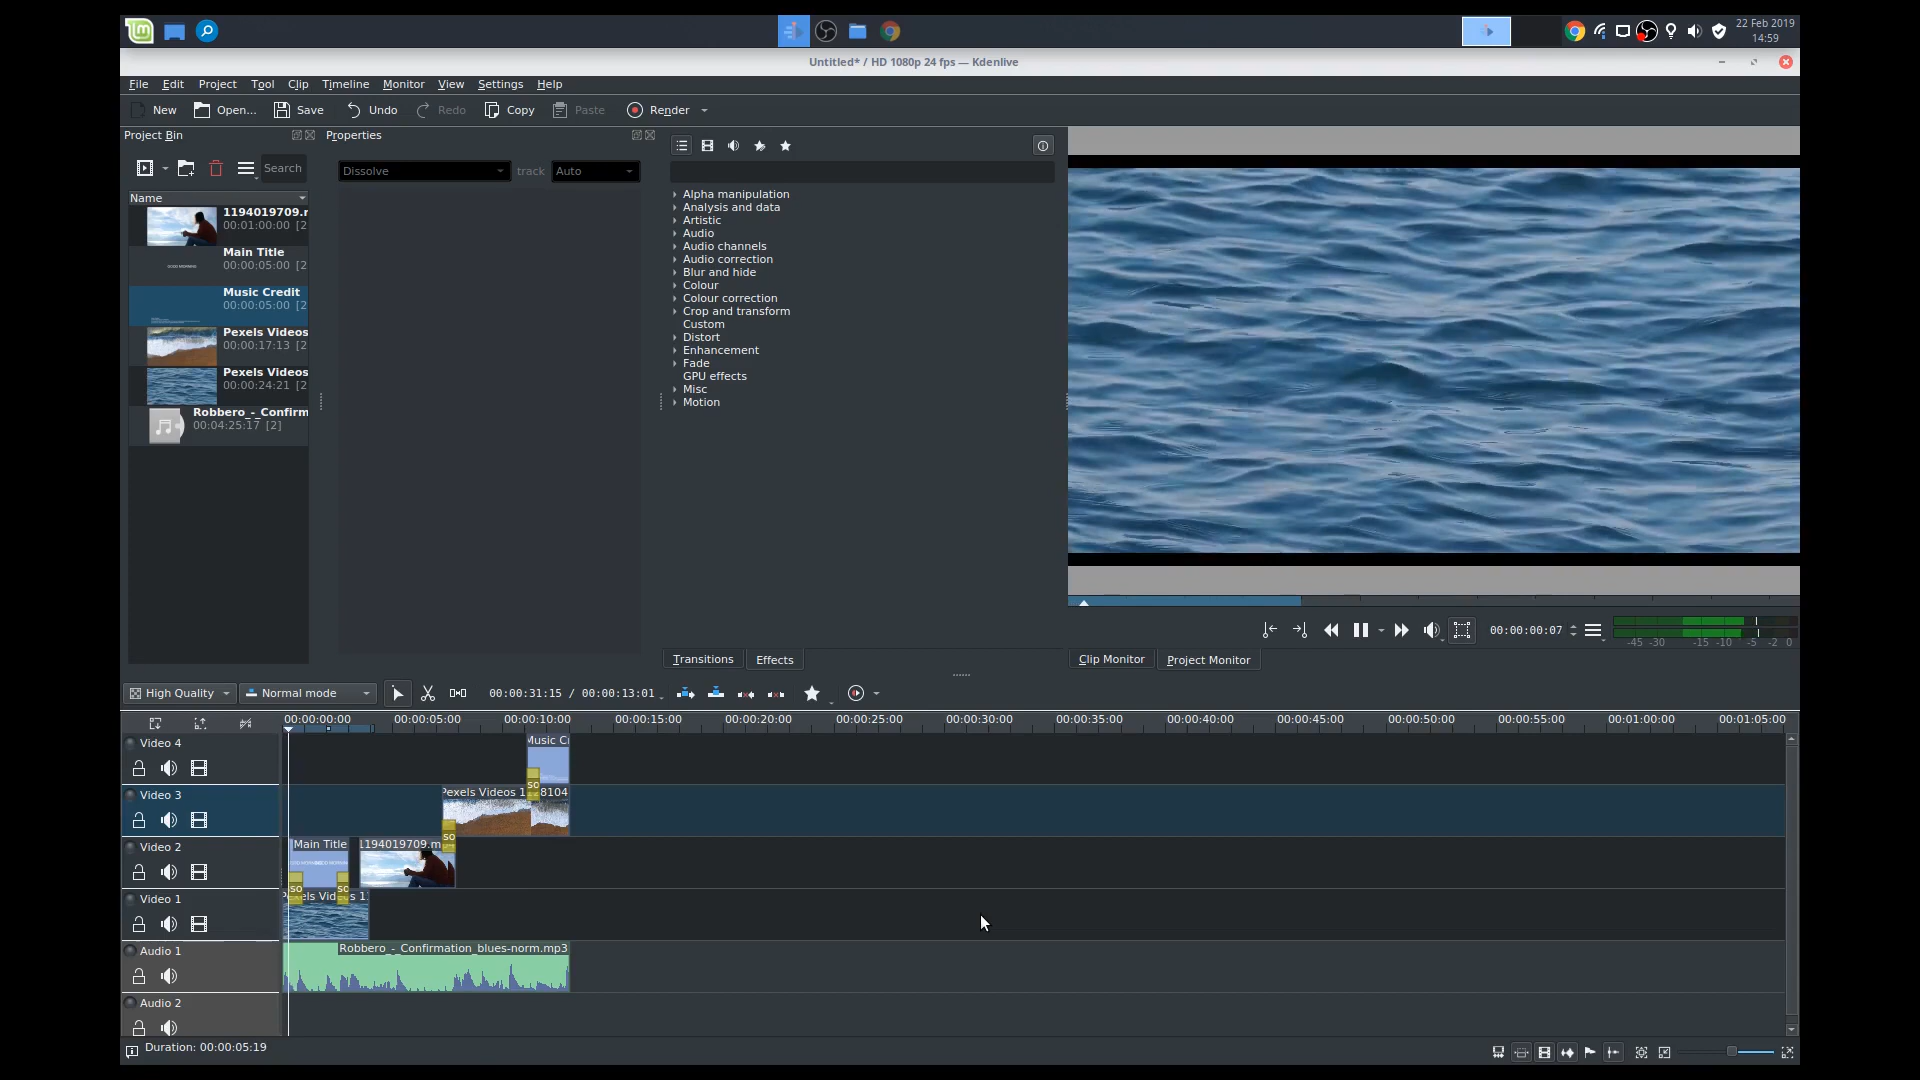 22 Feb 2019
14:59
Untitled* / HD 1080p 24 fps — Kdenlive
File Edit Project Tool Clip Timeline Monitor View Settings Help
New Open... Save Undo Redo Copy Paste Render
Project Bin
Properties
Search
Dissolve track Auto
Name
1194019709.r
00:01:00:00 [2
Main Title
00:00:05:00 [2
Music Credit
00:00:05:00 [2
Pexels Videos
00:00:17:13 [2
Pexels Videos
00:00:24:21 [2
Robbero_-_Confirm
00:04:25:17 [2]
Alpha manipulation
Analysis and data
Artistic
Audio
Audio channels
Audio correction
Blur and hide
Colour
Colour correction
Crop and transform
Custom
Distort
Enhancement
Fade
GPU effects
Misc
Motion
Transitions Effects
00:00:00:07
-45 -30 -15 -10 -5 -2 0
Clip Monitor Project Monitor
High Quality Normal mode 00:00:31:15 / 00:00:13:01
00:00:00:00 00:00:05:00 00:00:10:00 00:00:15:00 00:00:20:00 00:00:25:00 00:00:30:00 00:00:35:00 00:00:40:00 00:00:45:00 00:00:50:00 00:00:55:00 00:01:00:00 00:01:05:00
Video 4
Music C
Video 3
Pexels Videos 1 8104
Video 2
Main Title 1194019709.m
Video 1
Audio 1
Robbero_-_Confirmation_blues-norm.mp3
Audio 2
Duration: 00:00:05:19